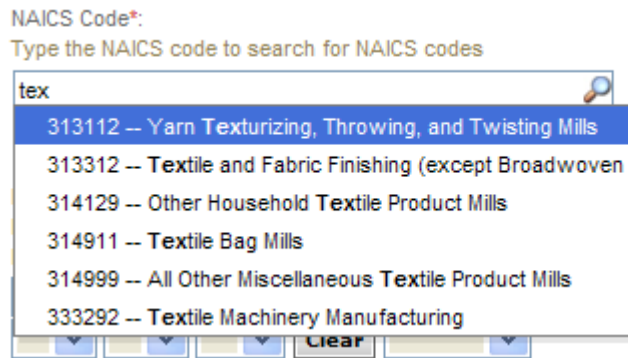 NAICS Code*:
Type the NAICS code to search for NAICS codes
tex
313112 -- Yarn Texturizing, Throwing, and Twisting Mills
313312 -- Textile and Fabric Finishing (except Broadwoven
314129 -- Other Household Textile Product Mills
314911 -- Textile Bag Mills
314999 -- All Other Miscellaneous Textile Product Mills
333292 -- Textile Machinery Manufacturing
Clear